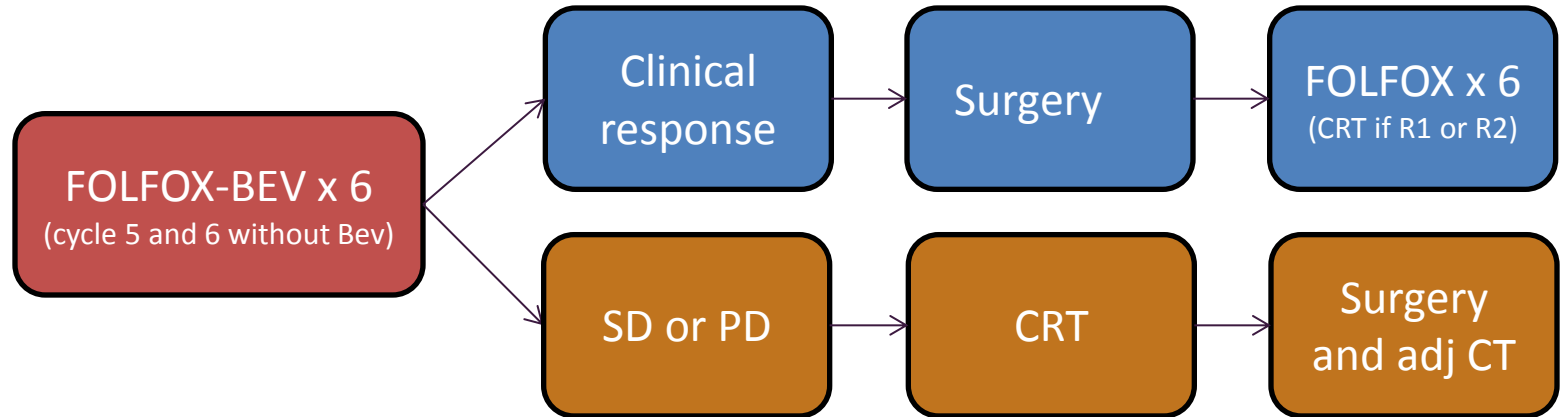 FOLFOX-BEV x 6
(cycle 5 and 6 without Bev)
Clinical
response
Surgery
FOLFOX x 6
(CRT if R1 or R2)
SD or PD
CRT
Surgery
and adj CT